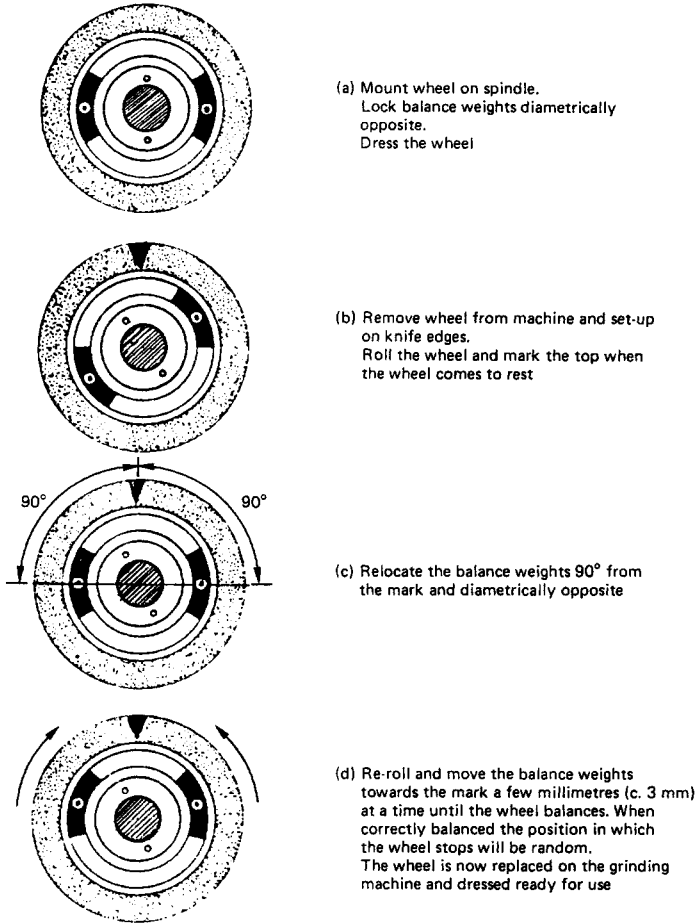 (a) Mount wheel on spindle.
Lock balance weights diametrically
opposite.
Dress the wheel
(b) Remove wheel from machine and set-up
on knife edges.
Roll the wheel and mark the top when
the wheel comes to rest
90°
90°
(c) Relocate the balance weights 90° from
the mark and diametrically opposite
(d) Re-roll and move the balance weights
towards the mark a few millimetres (c. 3 mm)
at a time until the wheel balances. When
correctly balanced the position in which
the wheel stops will be random.
The wheel is now replaced on the grinding
machine and dressed ready for use